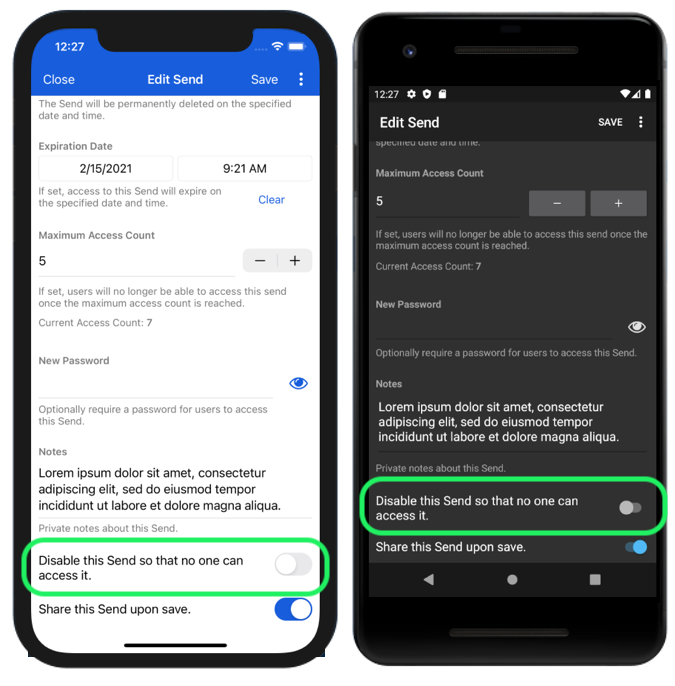 12:27
Close
Edit Send
Save
The Send will be permanently deleted on the specified
date and time.
Expiration Date
2/15/2021
9:21 AM
If set, access to this Send will expire on
the specified date and time.
Clear
Maximum Access Count
5
If set, users will no longer be able to access this send
once the maximum access count is reached.
Current Access Count: 7
New Password
Optionally require a password for users to access
this Send.
Notes
Lorem ipsum dolor sit amet, consectetur
adipiscing elit, sed do eiusmod tempor
incididunt ut labore et dolore magna aliqua.
Private notes about this Send.
Disable this Send so that no one can
access it.
Share this Send upon save.
12:27
Edit Send
SAVE
specified date and time.
Maximum Access Count
5
If set, users will no longer be able to access this send once the
maximum access count is reached.
Current Access Count: 7
New Password
Optionally require a password for users to access this Send.
Notes
Lorem ipsum dolor sit amet, consectetur
adipiscing elit, sed do eiusmod tempor
incididunt ut labore et dolore magna aliqua.
Private notes about this Send.
Disable this Send so that no one can
access it.
Share this Send upon save.